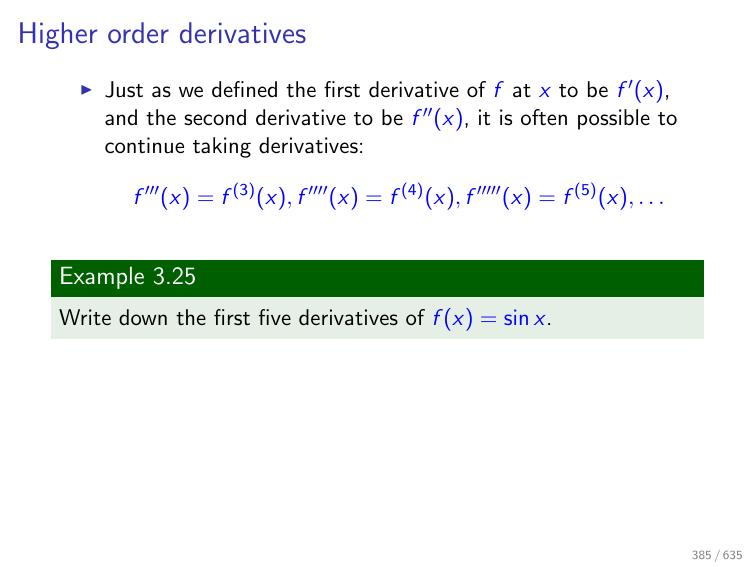 Higher order derivatives
▶ Just as we defined the first derivative of f at x to be f′(x),
and the second derivative to be f′′(x), it is often possible to
continue taking derivatives:
f′′′(x) = f⁽³⁾(x), f′′′′(x) = f⁽⁴⁾(x), f′′′′′(x) = f⁽⁵⁾(x), . . .
Example 3.25
Write down the first five derivatives of f(x) = sin x.
385 / 635